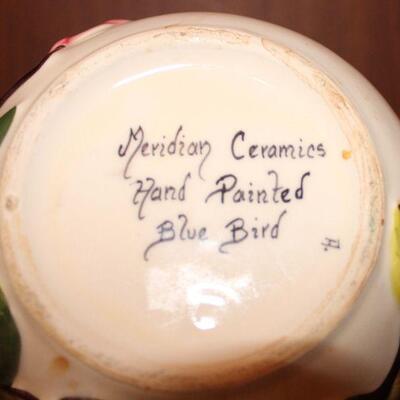 Meridian Ceramics
Hand Painted
Blue Bird